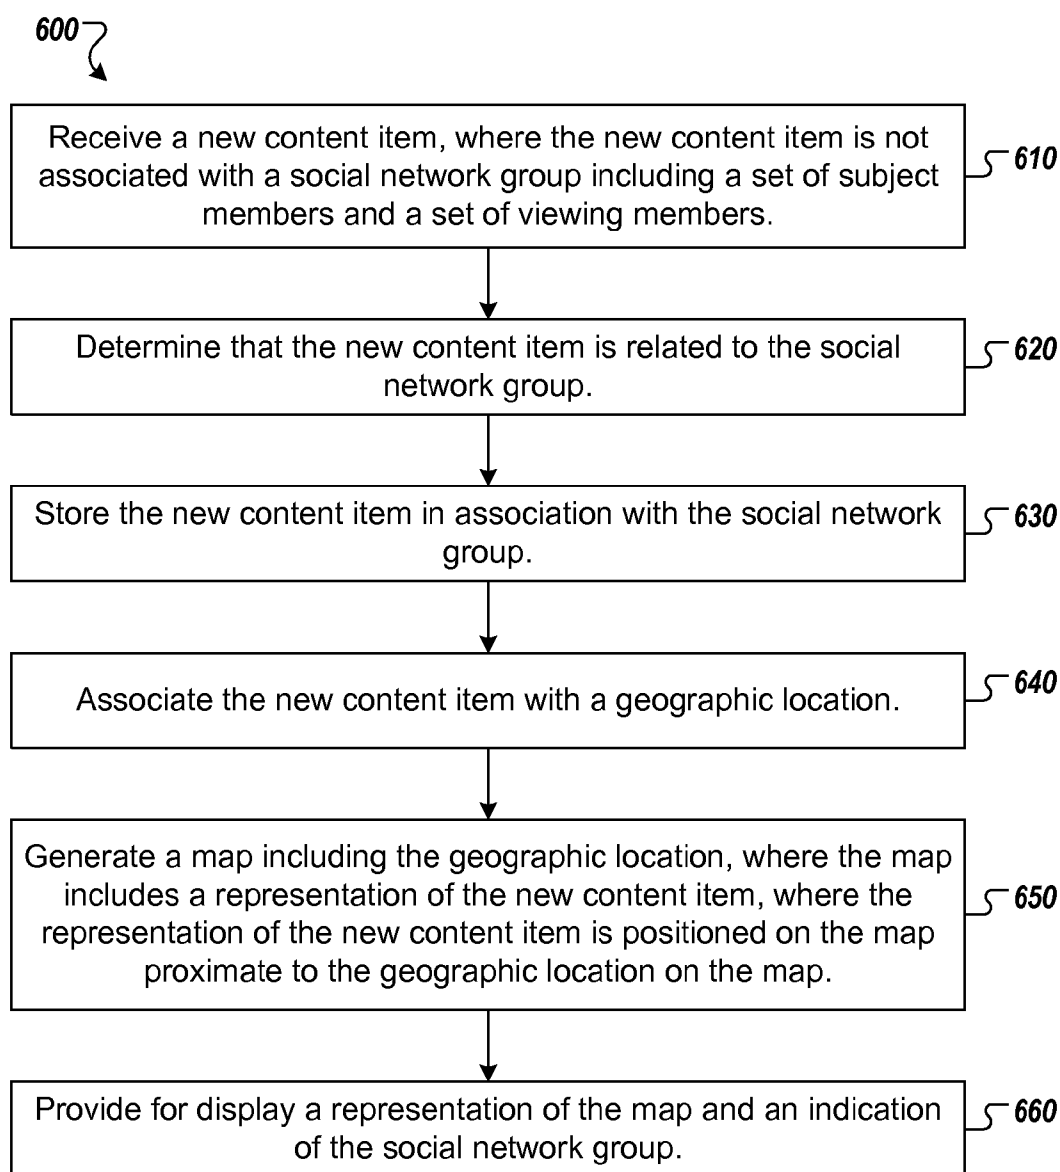 600
Receive a new content item, where the new content item is not
associated with a social network group including a set of subject
members and a set of viewing members.
610
Determine that the new content item is related to the social
network group.
620
Store the new content item in association with the social network
group.
630
Associate the new content item with a geographic location.
640
Generate a map including the geographic location, where the map
includes a representation of the new content item, where the
representation of the new content item is positioned on the map
proximate to the geographic location on the map.
650
Provide for display a representation of the map and an indication
of the social network group.
660